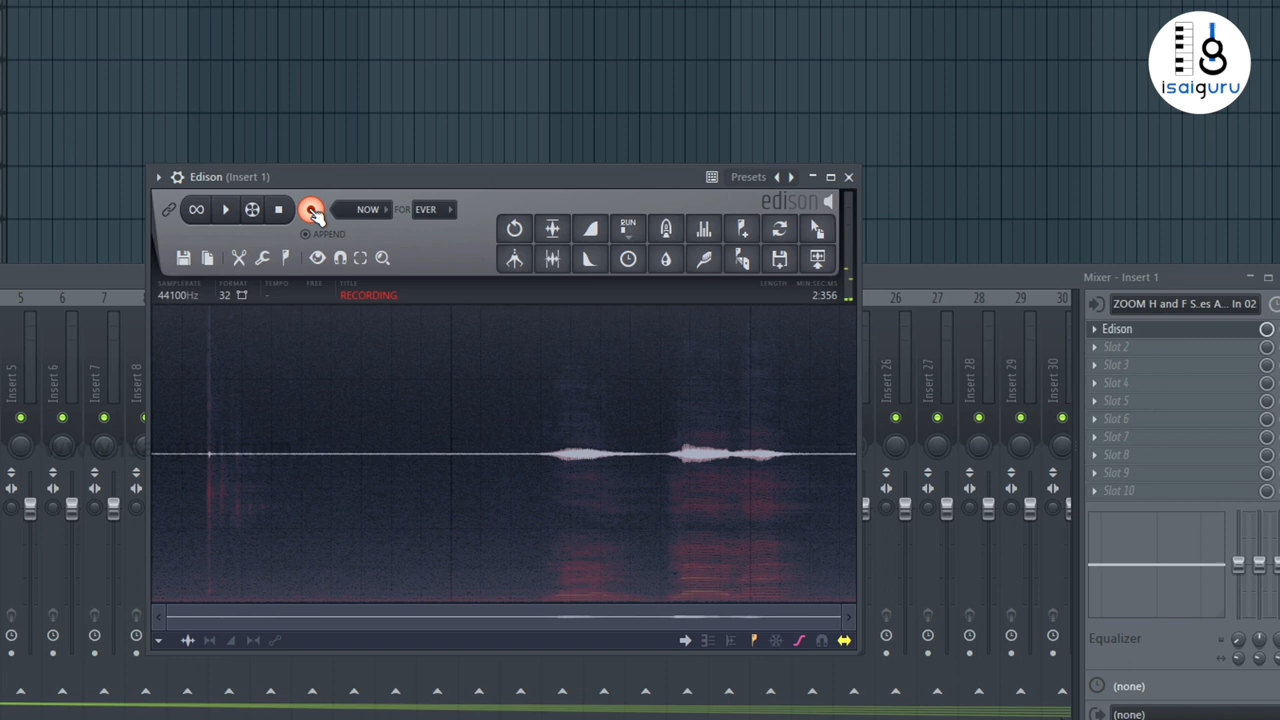 isaiguru
Edison (Insert 1)
Presets
NOW
FOR
EVER
edison
RUN
APPEND
SAMPLERATE
FORMAT
TEMPO
FREE
TITLE
LENGTH
MIN:SEC:MS
44100Hz
32
-
RECORDING
2:356
Mixer - Insert 1
5
6
7
8
26
27
28
29
30
ZOOM H and F S..es A... In 02
Edison
Slot 2
Slot 3
Slot 4
Slot 5
Slot 6
Slot 7
Slot 8
Slot 9
Slot 10
Insert 5
Insert 6
Insert 7
Insert 8
Insert 26
Insert 27
Insert 28
Insert 29
Insert 30
Equalizer
(none)
(none)